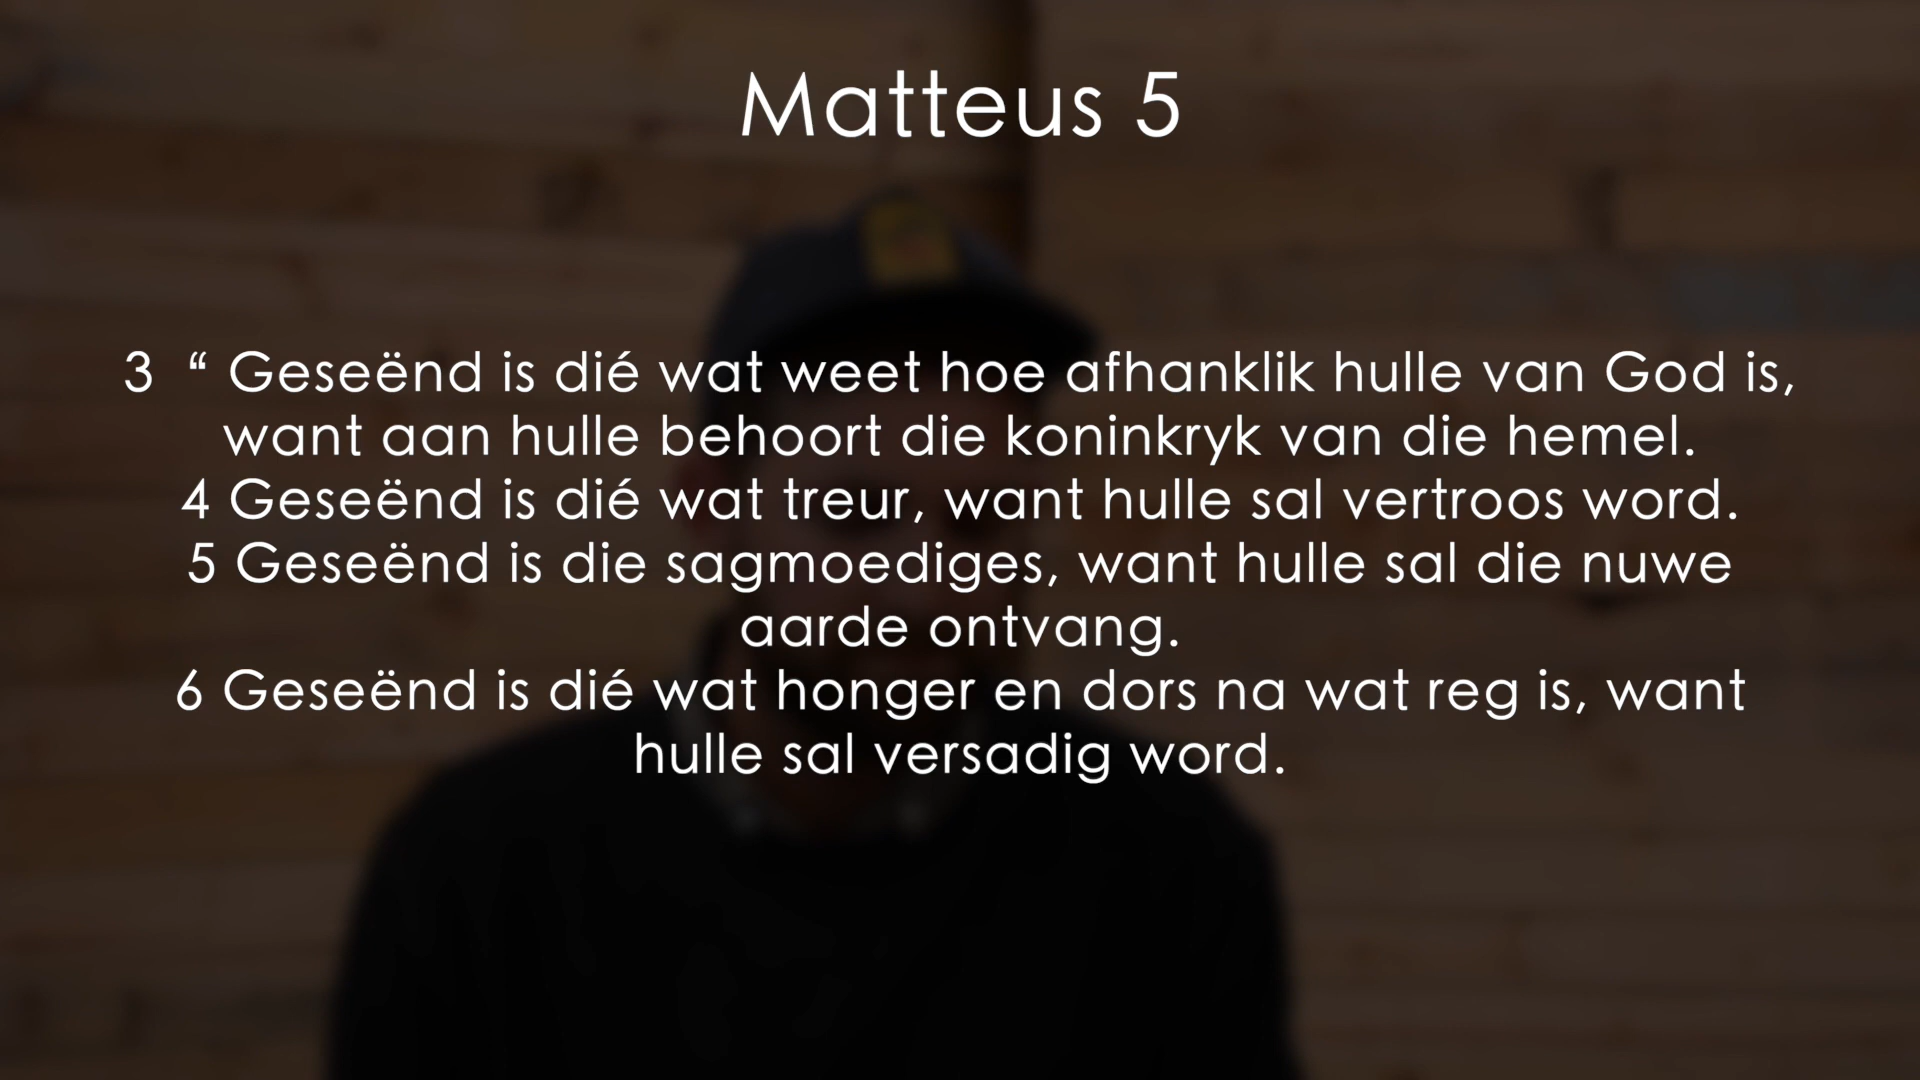 Matteus 5
3 “ Geseënd is dié wat weet hoe afhanklik hulle van God is,
want aan hulle behoort die koninkryk van die hemel.
4 Geseënd is dié wat treur, want hulle sal vertroos word.
5 Geseënd is die sagmoediges, want hulle sal die nuwe
aarde ontvang.
6 Geseënd is dié wat honger en dors na wat reg is, want
hulle sal versadig word.